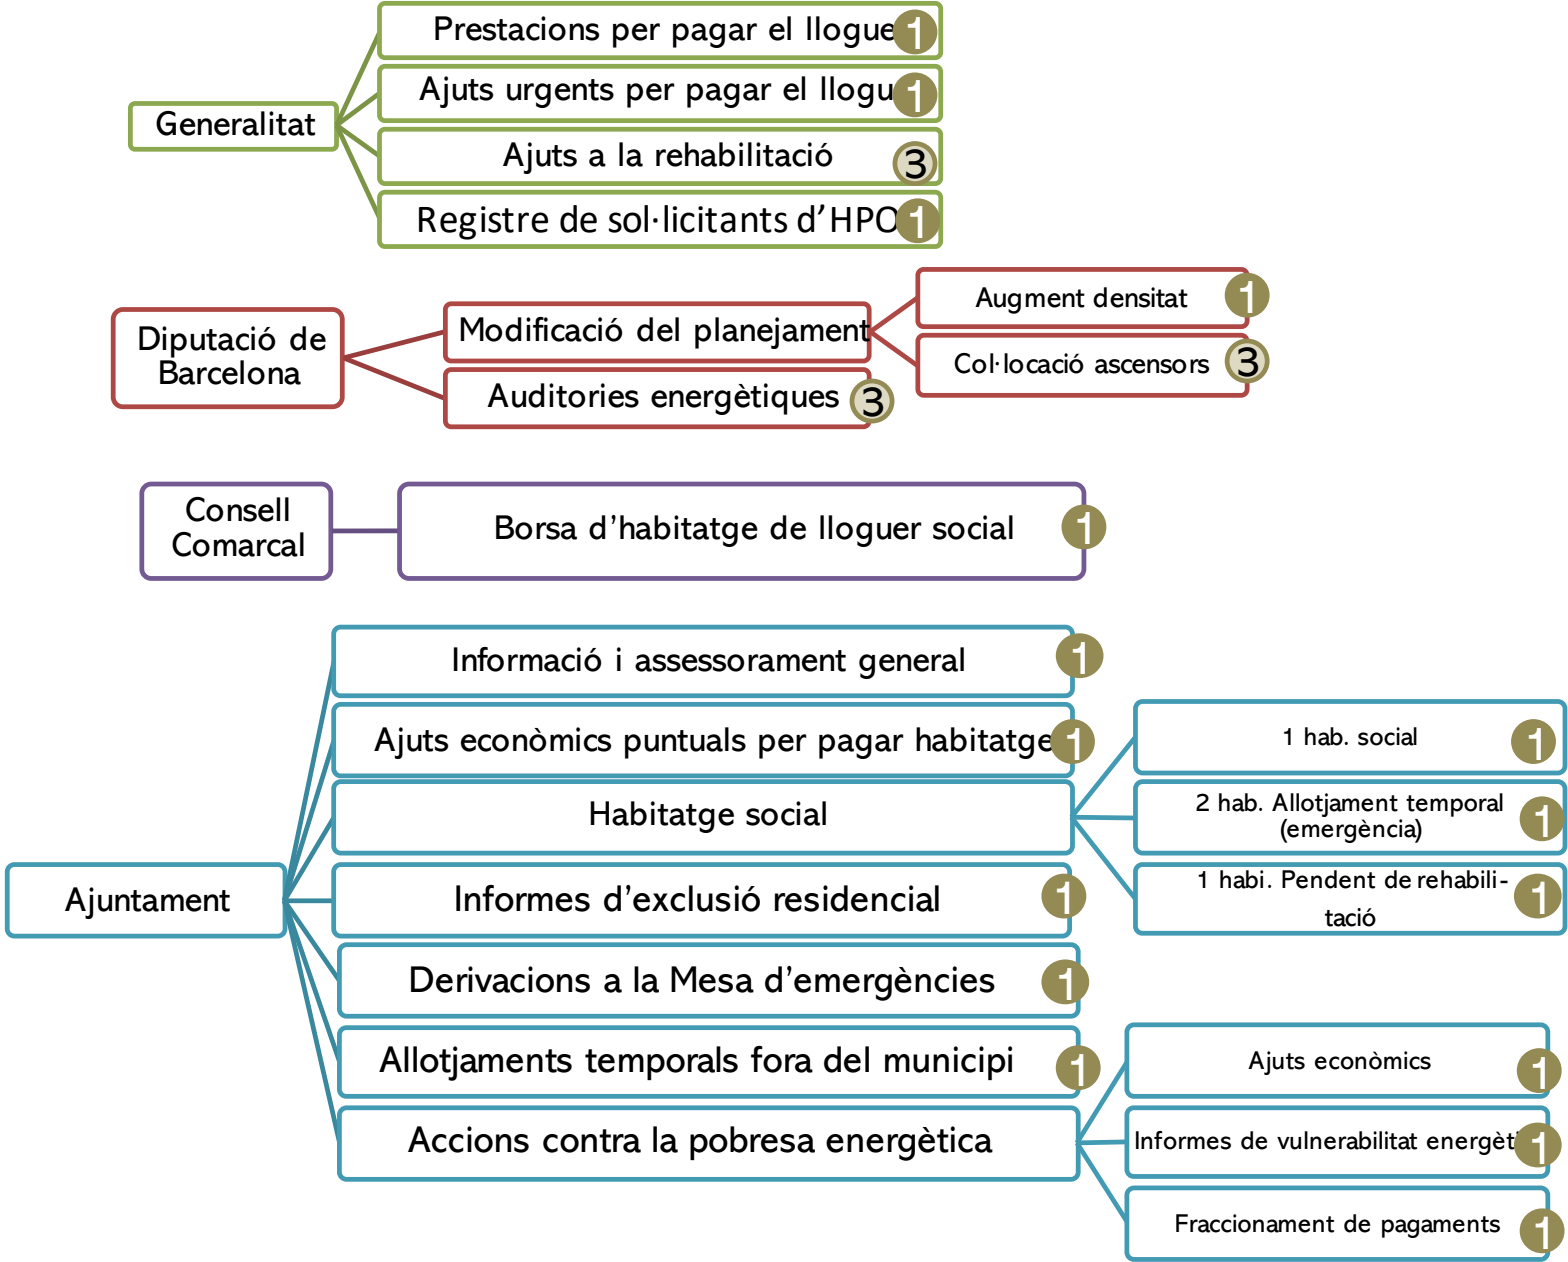 Prestacions per pagar el llogue
1
Ajuts urgents per pagar el llogu
1
Generalitat
Ajuts a la rehabilitació
3
Registre de sol·licitants d’HPO
1
Augment densitat
1
Diputació de
Barcelona
Modificació del planejament
Col·locació ascensors
3
Auditories energètiques
3
Consell
Comarcal
Borsa d’habitatge de lloguer social
1
Informació i assessorament general
1
Ajuts econòmics puntuals per pagar habitatge
1
1 hab. social
1
Habitatge social
2 hab. Allotjament temporal
(emergència)
1
Ajuntament
Informes d’exclusió residencial
1
1 habi. Pendent de rehabili-
tació
1
Derivacions a la Mesa d’emergències
1
Allotjaments temporals fora del municipi
1
Ajuts econòmics
1
Accions contra la pobresa energètica
Informes de vulnerabilitat energèti
1
Fraccionament de pagaments
1